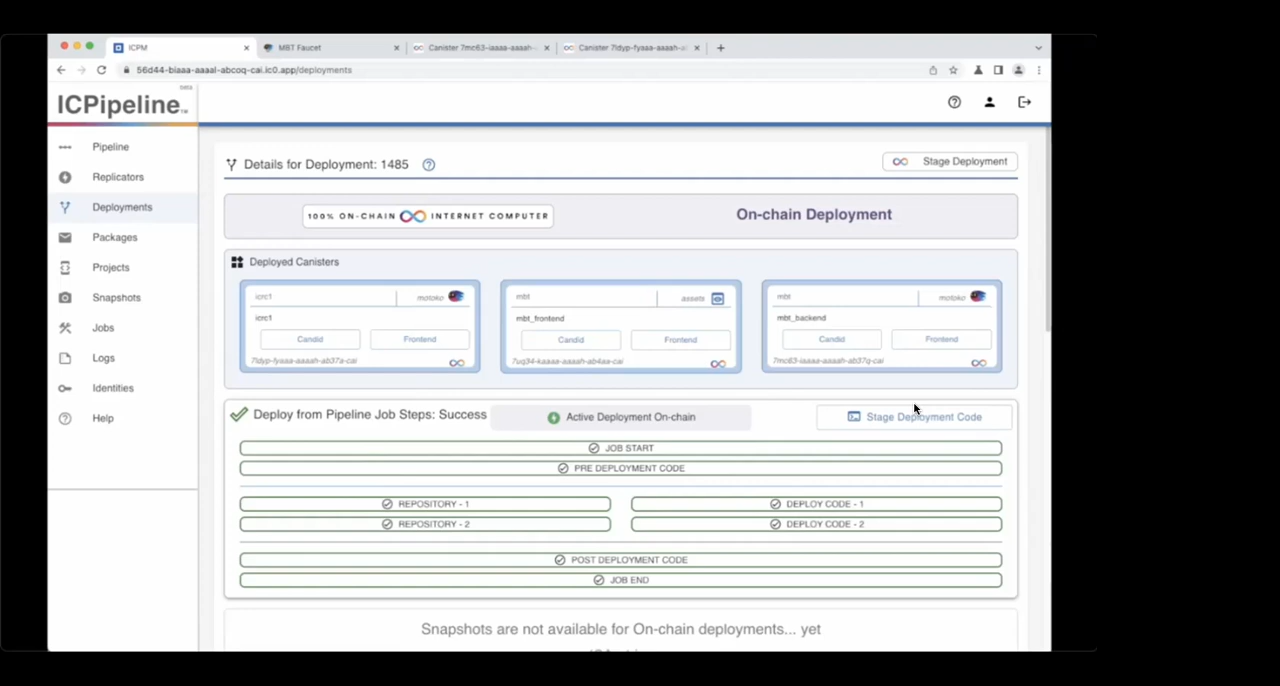 ICPM
MBT Faucet
Canister 7mc63-iaaaa-aaaah-
Canister 7ldyp-fyaaa-aaaah-a
56d44-biaaa-aaaal-abcoq-cai.ic0.app/deployments
beta
ICPipeline™
Pipeline
Replicators
Deployments
Packages
Projects
Snapshots
Jobs
Logs
Identities
Help
Details for Deployment: 1485
Stage Deployment
100% ON-CHAIN INTERNET COMPUTER
On-chain Deployment
Deployed Canisters
icrc1 motoko
icrc1
Candid Frontend
7ldyp-fyaaa-aaaah-ab37a-cai
mbt assets
mbt_frontend
Candid Frontend
7uq34-kaaaa-aaaah-ab4aa-cai
mbt motoko
mbt_backend
Candid Frontend
7mc63-iaaaa-aaaah-ab37q-cai
Deploy from Pipeline Job Steps: Success
Active Deployment On-chain
Stage Deployment Code
JOB START
PRE DEPLOYMENT CODE
REPOSITORY - 1 DEPLOY CODE - 1
REPOSITORY - 2 DEPLOY CODE - 2
POST DEPLOYMENT CODE
JOB END
Snapshots are not available for On-chain deployments... yet